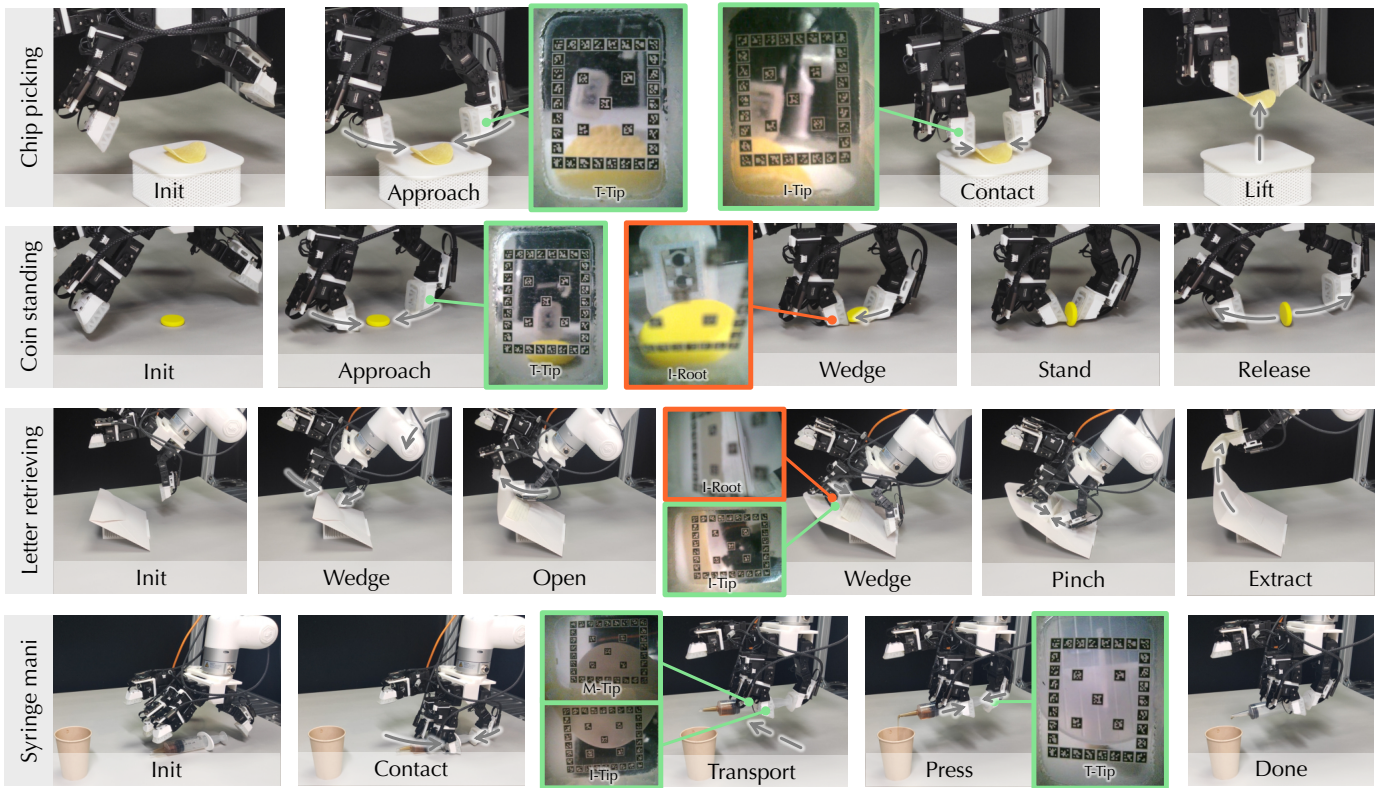 Chip picking
Init
Approach
T-Tip
I-Tip
Contact
Lift
Coin standing
Init
Approach
T-Tip
I-Root
Wedge
Stand
Release
Letter retrieving
Init
Wedge
Open
I-Root
I-Tip
Wedge
Pinch
Extract
Syringe mani
Init
Contact
M-Tip
I-Tip
Transport
Press
T-Tip
Done